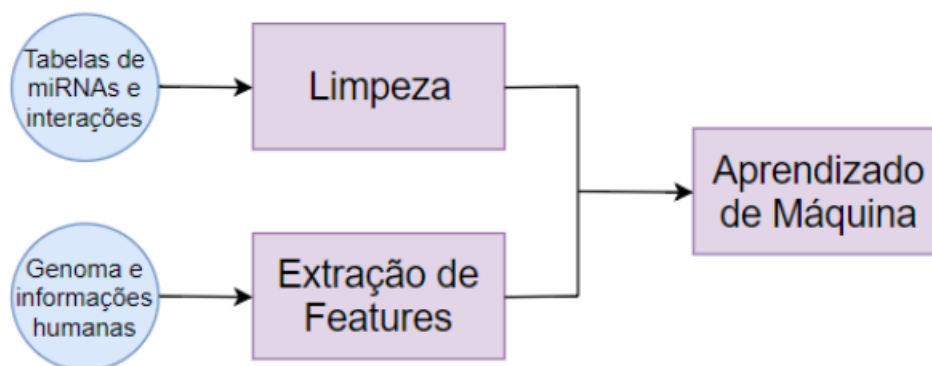 Tabelas de
miRNAs e
interações
Limpeza
Aprendizado
de Máquina
Genoma e
informações
humanas
Extração de
Features